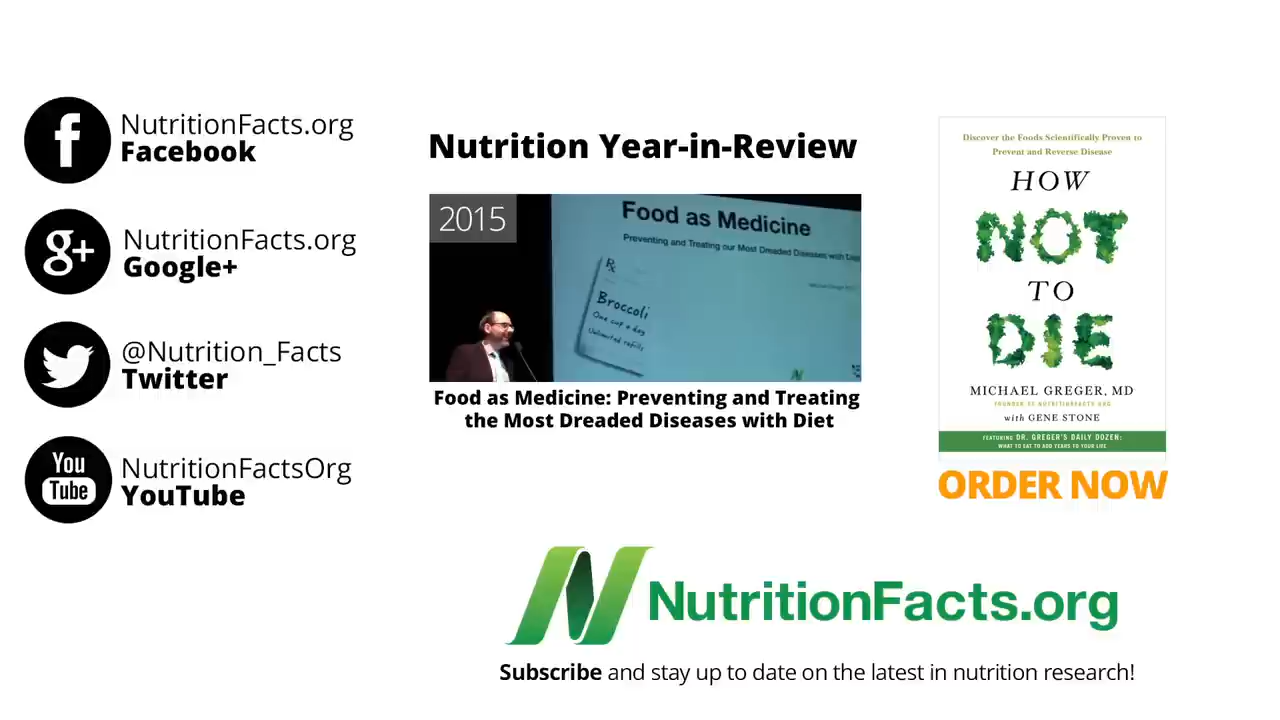 NutritionFacts.org
Facebook
NutritionFacts.org
Google+
@Nutrition_Facts
Twitter
You
Tube
NutritionFactsOrg
YouTube
Nutrition Year-in-Review
2015
Food as Medicine
Preventing and Treating our Most Dreaded Diseases with
Broccoli
One cup a day
Unlimited refills
Food as Medicine: Preventing and Treating
the Most Dreaded Diseases with Diet
Discover the Foods Scientifically Proven to
Prevent and Reverse Disease
HOW
NOT
TO
DIE
MICHAEL GREGER, MD
FOUNDER OF NUTRITIONFACTS.ORG
with GENE STONE
FEATURING DR. GREGER'S DAILY DOZEN:
WHAT TO EAT TO ADD YEARS TO YOUR LIFE
ORDER NOW
NutritionFacts.org
Subscribe and stay up to date on the latest in nutrition research!